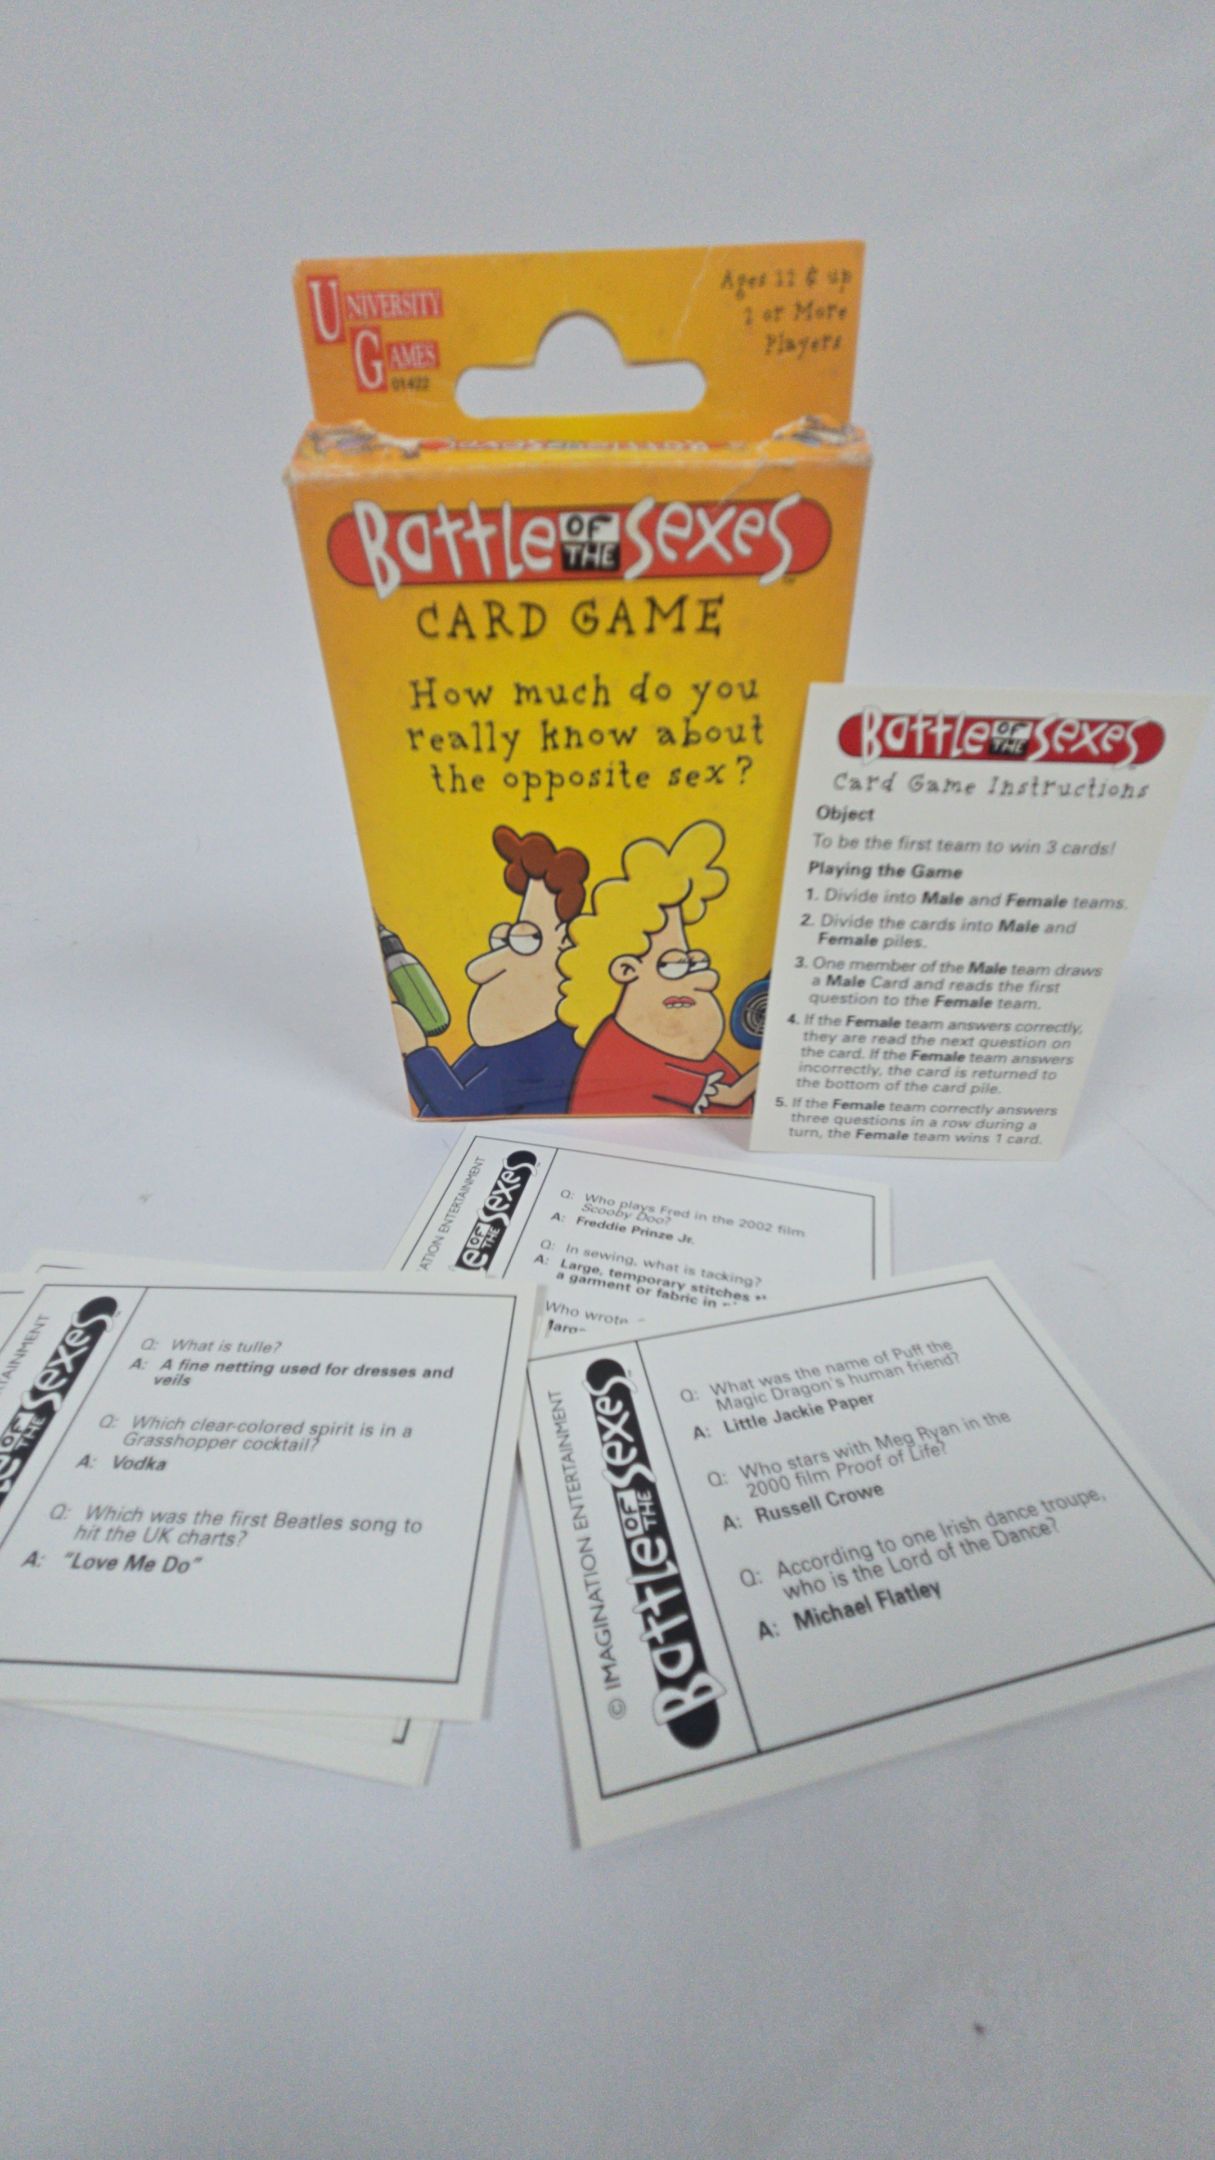 UNIVERSITY
GAMES
01422
Ages 12 & up
2 or More
Players
Battle OF THE Sexes
CARD GAME
How much do you
really know about
the opposite sex?
Battle OF THE Sexes
Card Game Instructions
Object
To be the first team to win 3 cards!
Playing the Game
1. Divide into Male and Female teams.
2. Divide the cards into Male and
Female piles.
3. One member of the Male team draws
a Male Card and reads the first
question to the Female team.
4. If the Female team answers correctly,
they are read the next question on
the card. If the Female team answers
incorrectly, the card is returned to
the bottom of the card pile.
5. If the Female team correctly answers
three questions in a row during a
turn, the Female team wins 1 card.
ENTERTAINMENT
OF THE Sexes
Q: Who plays Fred in the 2002 film
Scooby Doo?
A: Freddie Prinze Jr.
Q: In sewing, what is tacking?
A: Large, temporary stitches
a garment or fabric in
Who wrote
OF THE Sexes
Q: What is tulle?
A: A fine netting used for dresses and
veils
Q: Which clear-colored spirit is in a
Grasshopper cocktail?
A: Vodka
Q: Which was the first Beatles song to
hit the UK charts?
A: "Love Me Do"
© IMAGINATION ENTERTAINMENT
Battle OF THE Sexes
Q: What was the name of Puff the
Magic Dragon's human friend?
A: Little Jackie Paper
Q: Who stars with Meg Ryan in the
2000 film Proof of Life?
A: Russell Crowe
Q: According to one Irish dance troupe,
who is the Lord of the Dance?
A: Michael Flatley